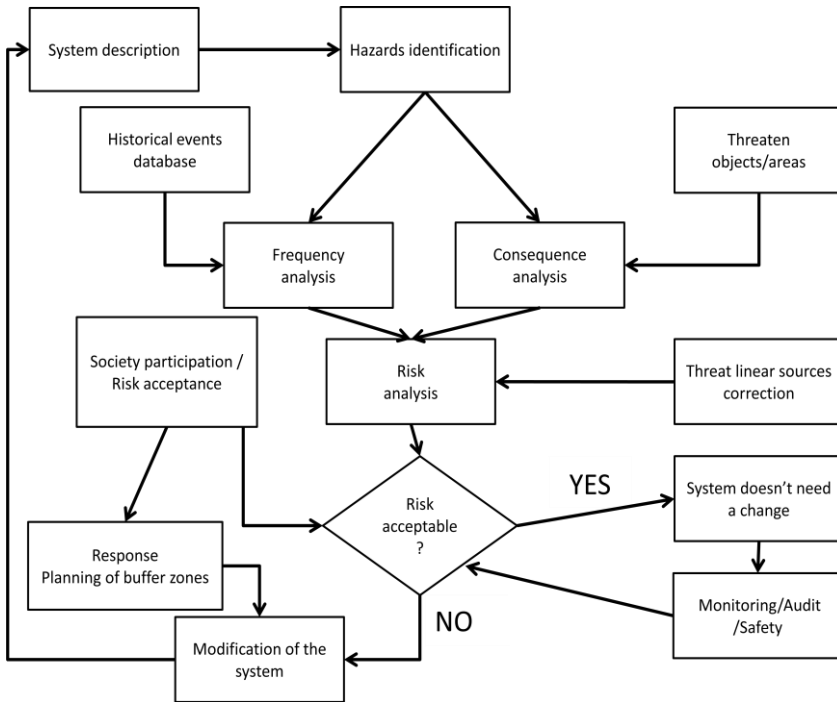 System description
Hazards identification
Historical events
database
Threaten
objects/areas
Frequency
analysis
Consequence
analysis
Society participation /
Risk acceptance
Risk
analysis
Threat linear sources
correction
Risk
acceptable
?
YES
System doesn't need
a change
Response
Planning of buffer zones
Monitoring/Audit
/Safety
NO
Modification of the
system